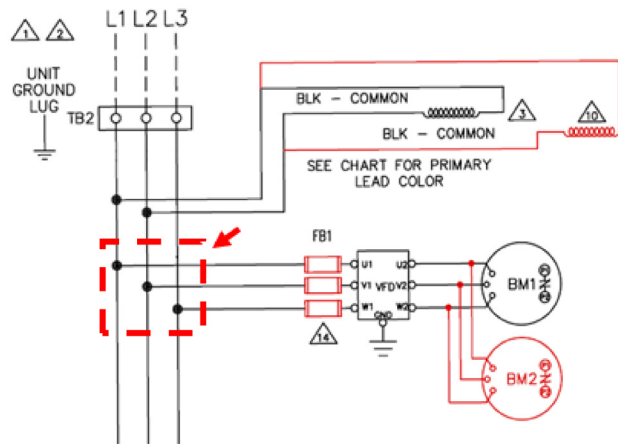 L1 L2 L3
1 2
UNIT
GROUND
LUG
TB2
BLK - COMMON
3
10
BLK - COMMON
SEE CHART FOR PRIMARY
LEAD COLOR
FB1
U1 U2
V1 VFD V2
W1 W2
GND
14
BM1
BM2